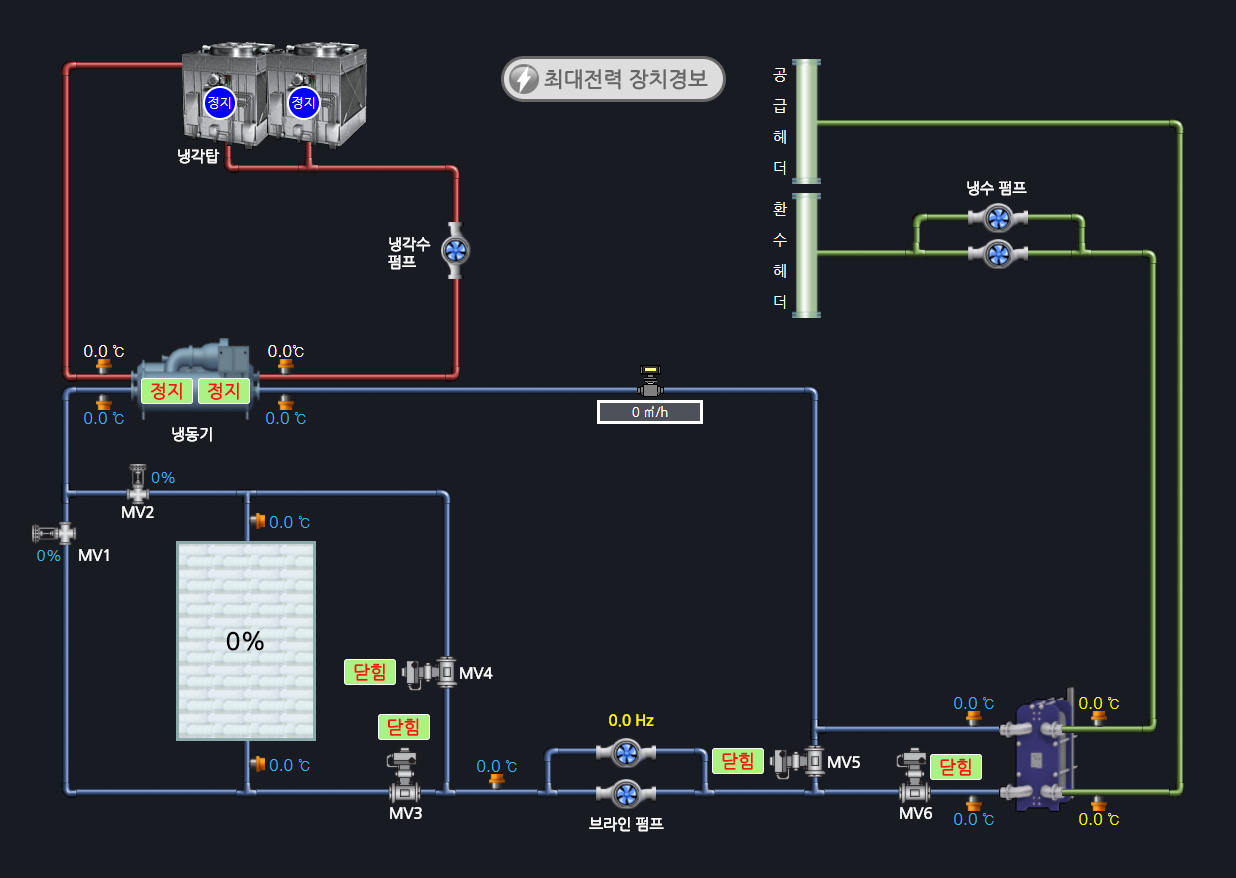 정지
정지
최대전력 장치경보
공
급
헤
더
냉각탑
냉수 펌프
환
수
헤
더
냉각수
펌프
0.0 ℃
0.0℃
정지
정지
0.0 ℃
0.0 ℃
0 ㎥/h
냉동기
0%
MV2
0.0 ℃
0%
MV1
0%
닫힘
MV4
닫힘
0.0 Hz
0.0 ℃
0.0 ℃
0.0 ℃
0.0 ℃
닫힘
MV5
닫힘
MV3
브라인 펌프
MV6
0.0 ℃
0.0 ℃